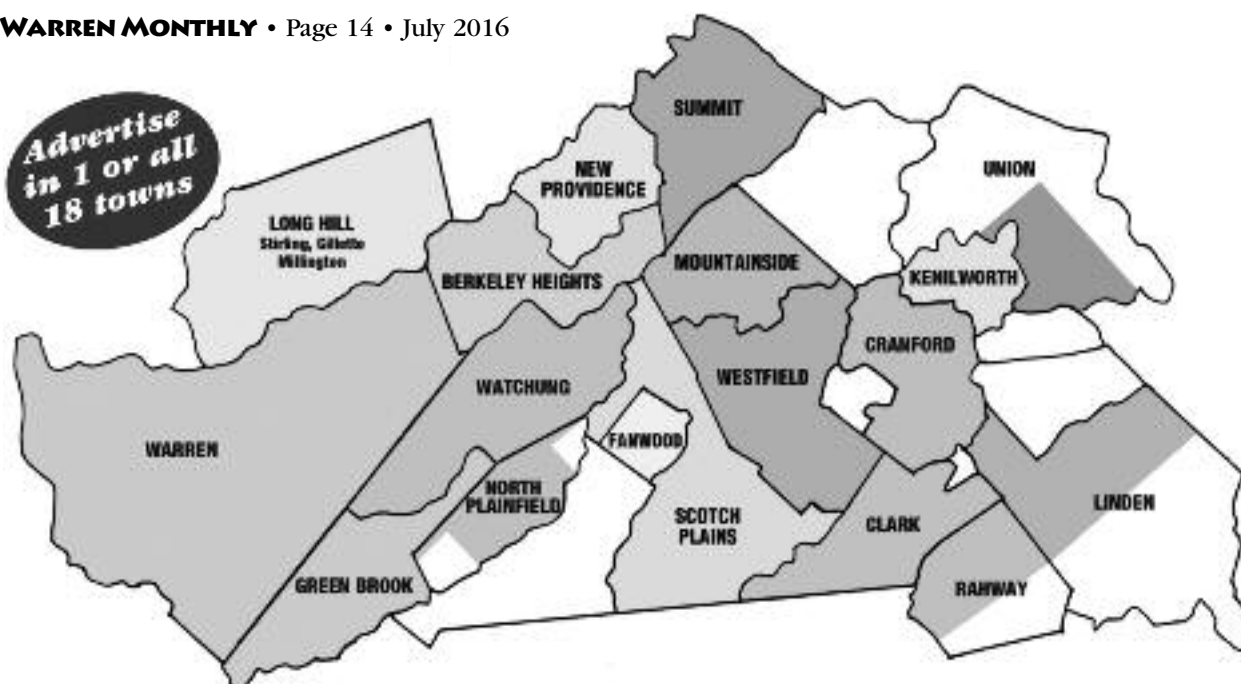 WARREN MONTHLY • Page 14 • July 2016
Advertise
in 1 or all
18 towns
SUMMIT
NEW
PROVIDENCE
UNION
LONG HILL
Stirling, Gillette
Millington
BERKELEY HEIGHTS
MOUNTAINSIDE
KENILWORTH
CRANFORD
WATCHUNG
WESTFIELD
WARREN
FANWOOD
NORTH
PLAINFIELD
SCOTCH
PLAINS
CLARK
LINDEN
GREEN BROOK
RAHWAY